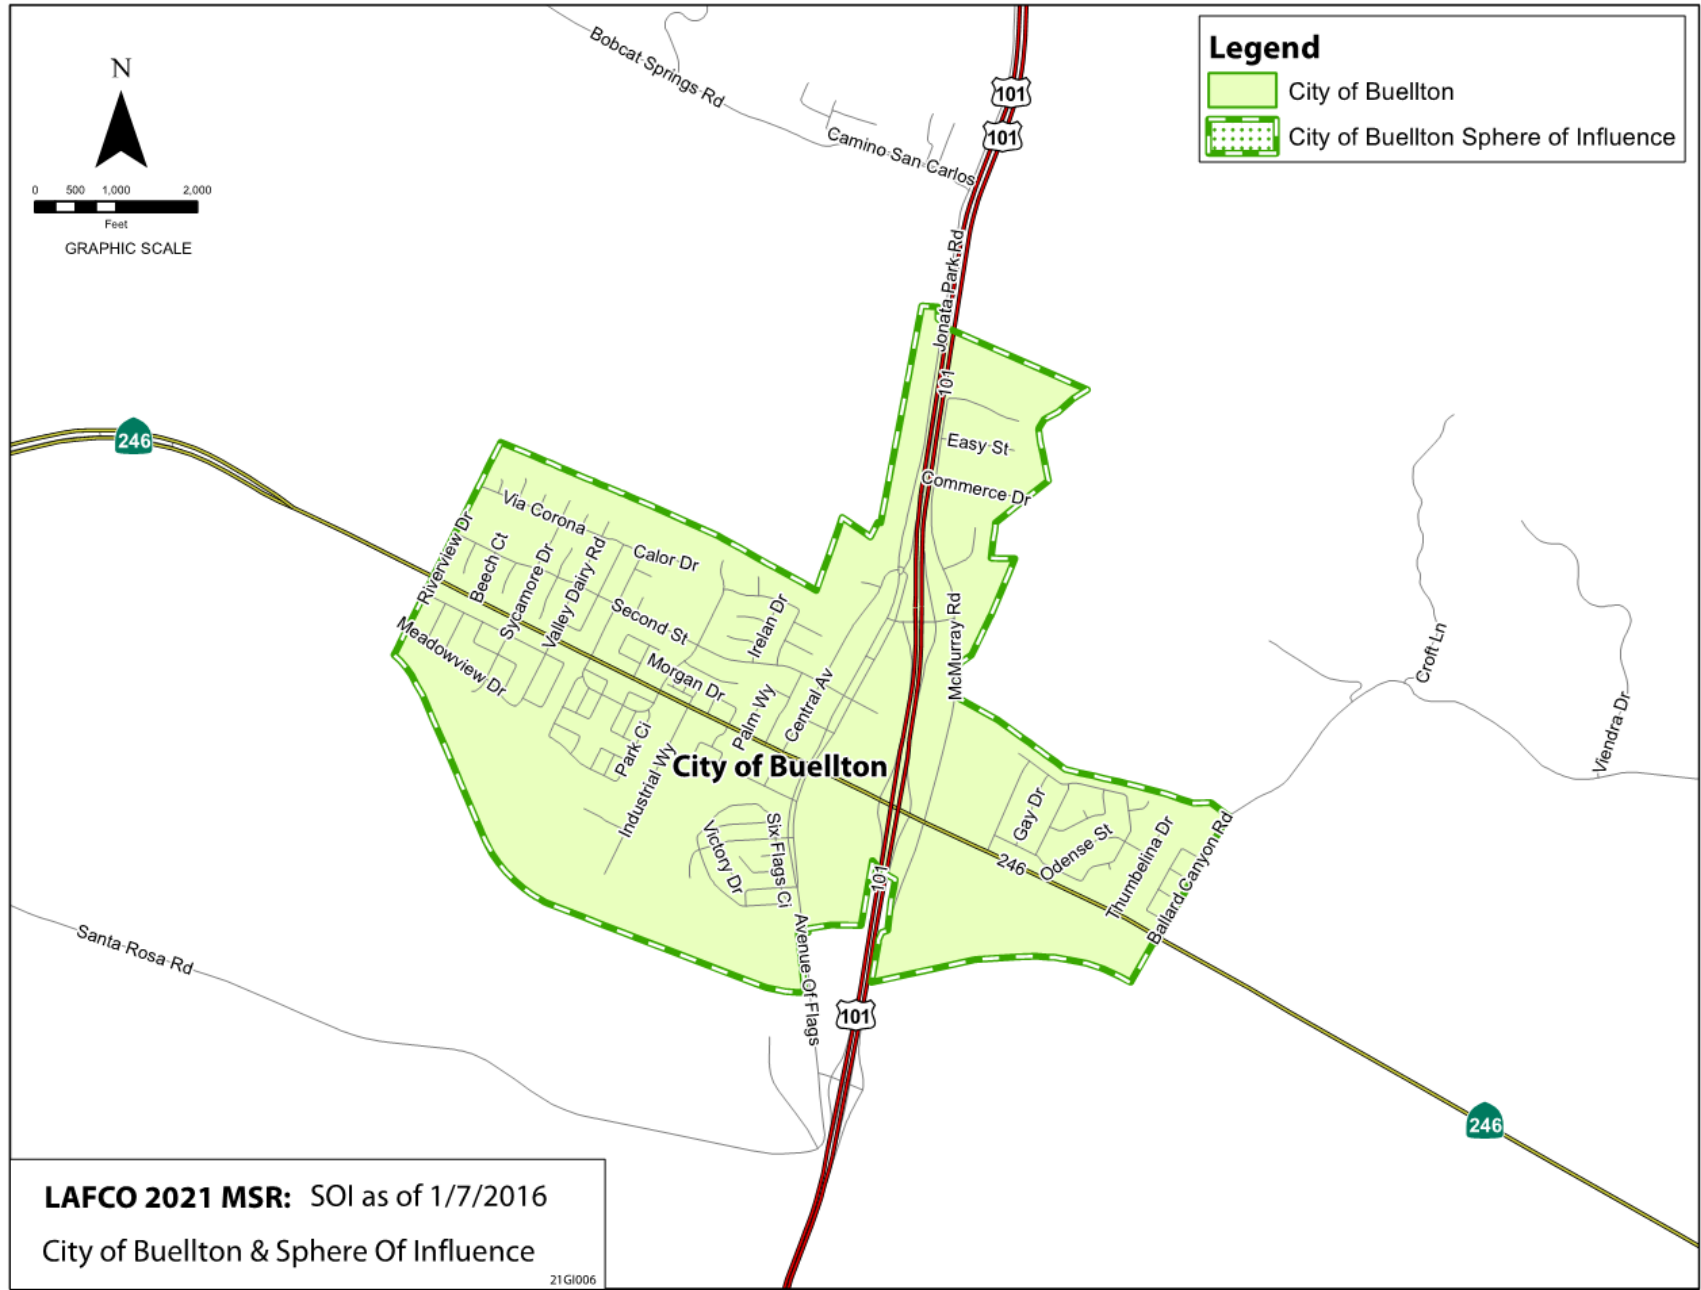 Bobcat Springs Rd
101
101
Camino San Carlos
Legend
City of Buellton
City of Buellton Sphere of Influence
N
0 500 1,000 2,000
Feet
GRAPHIC SCALE
Jonata Park Rd
101
246
Easy St
Commerce Dr
Via Corona
Riverview Dr
Beech Ct
Sycamore Dr
Valley Dairy Rd
Calor Dr
Second St
Irelan Dr
McMurray Rd
Meadowview Dr
Morgan Dr
Palm Wy
Central Av
Park Ci
Industrial Wy
City of Buellton
Croft Ln
Viendra Dr
Victory Dr
Six Flags Ci
Gay Dr
Odense St
Thumbelina Dr
Ballard Canyon Rd
246
101
Avenue Of Flags
Santa Rosa Rd
101
246
LAFCO 2021 MSR: SOI as of 1/7/2016
City of Buellton & Sphere Of Influence
21GI006